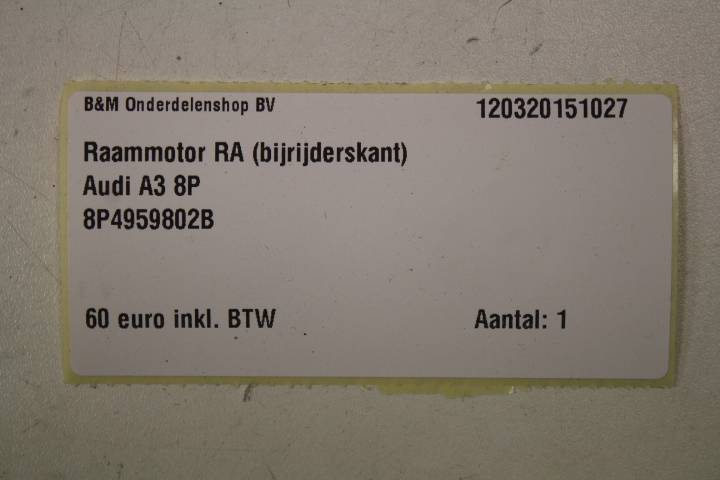 B&M Onderdelenshop BV 120320151027
Raammotor RA (bijrijderskant)
Audi A3 8P
8P4959802B
60 euro inkl. BTW Aantal: 1